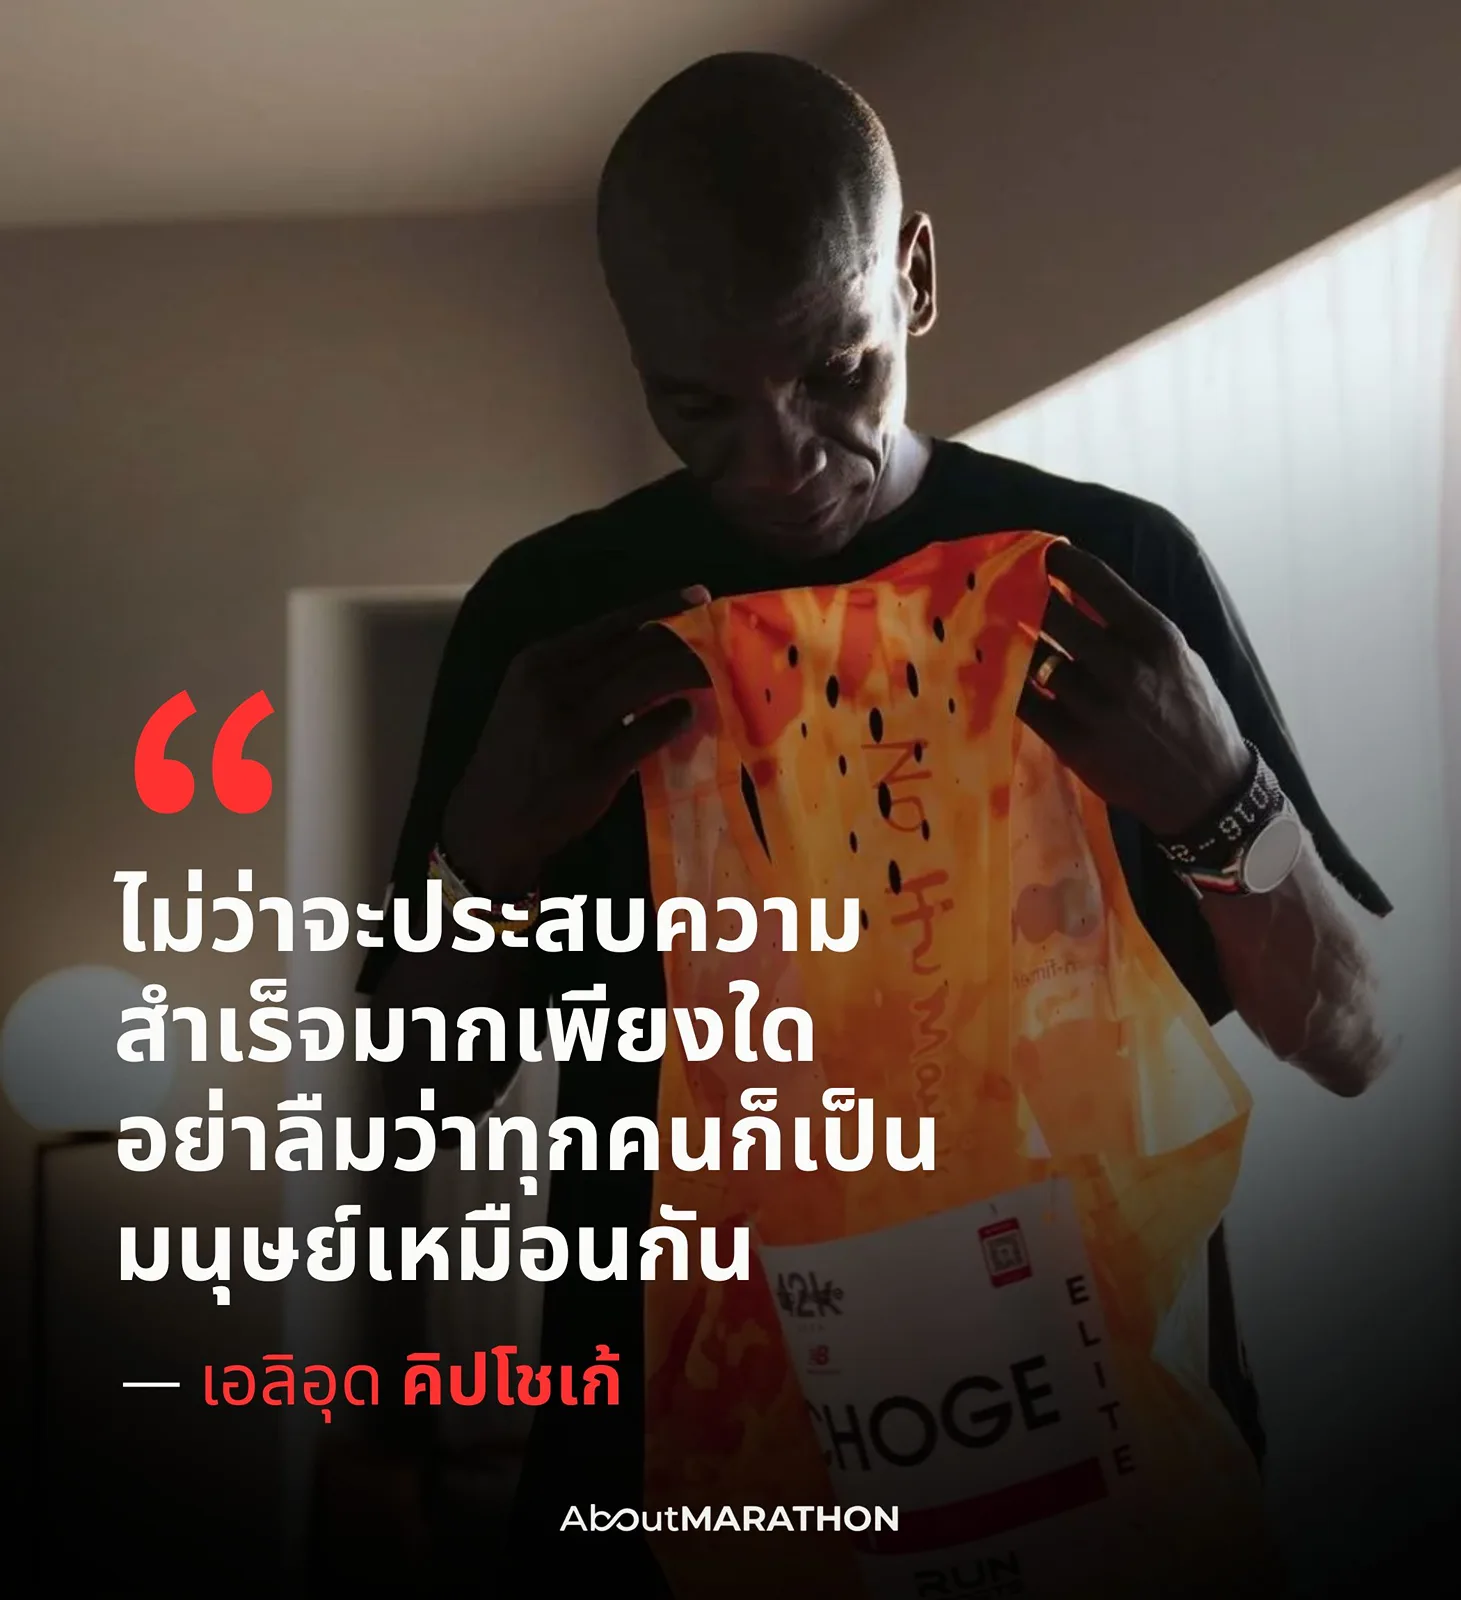 “
ไม่ว่าจะประสบความ
สำเร็จมากเพียงใด
อย่าลืมว่าทุกคนก็เป็น
มนุษย์เหมือนกัน
— เอลิอุด คิปโชเก้
No
Human
42k
CHOGE
ELITE
RUN
AboutMARATHON